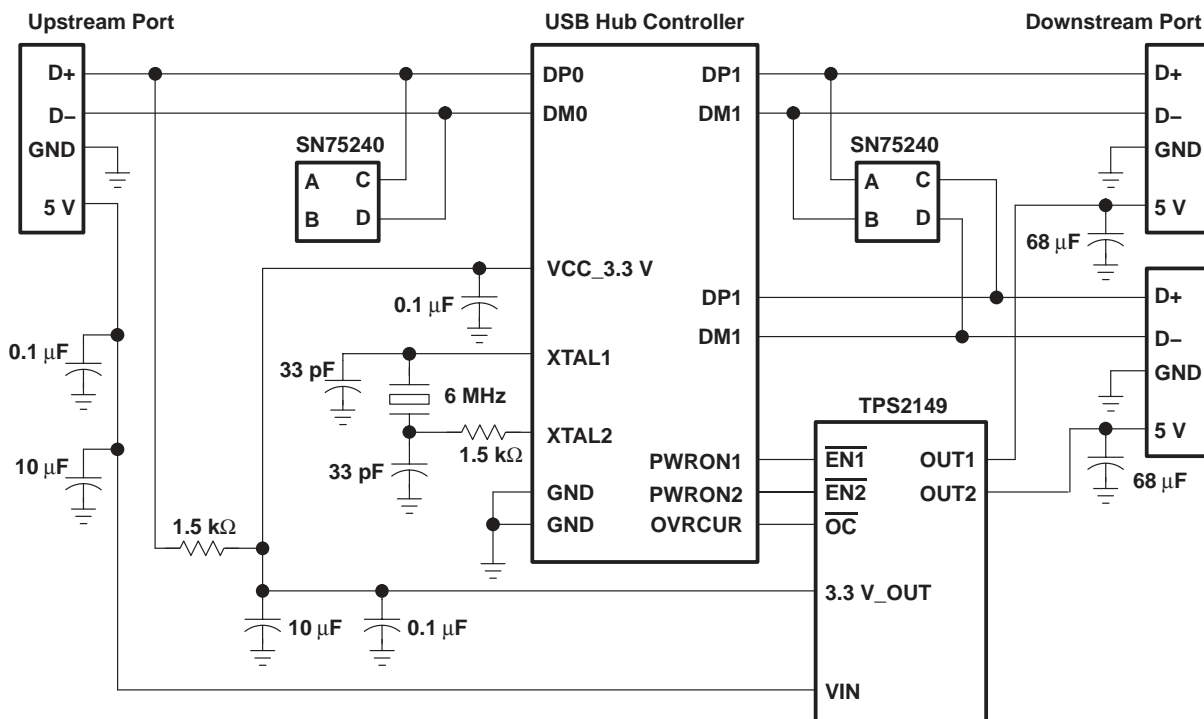 Upstream Port
USB Hub Controller
Downstream Port
D+
D–
GND
5 V
DP0
DM0
DP1
DM1
D+
D–
GND
5 V
SN75240
A
C
B
D
SN75240
A
C
B
D
68 μF
VCC_3.3 V
0.1 μF
DP1
DM1
D+
D–
GND
5 V
0.1 μF
33 pF
XTAL1
6 MHz
XTAL2
1.5 kΩ
33 pF
TPS2149
10 μF
PWRON1
PWRON2
OVRCUR
EN1
EN2
OC
OUT1
OUT2
68 μF
GND
GND
1.5 kΩ
10 μF
0.1 μF
3.3 V_OUT
VIN